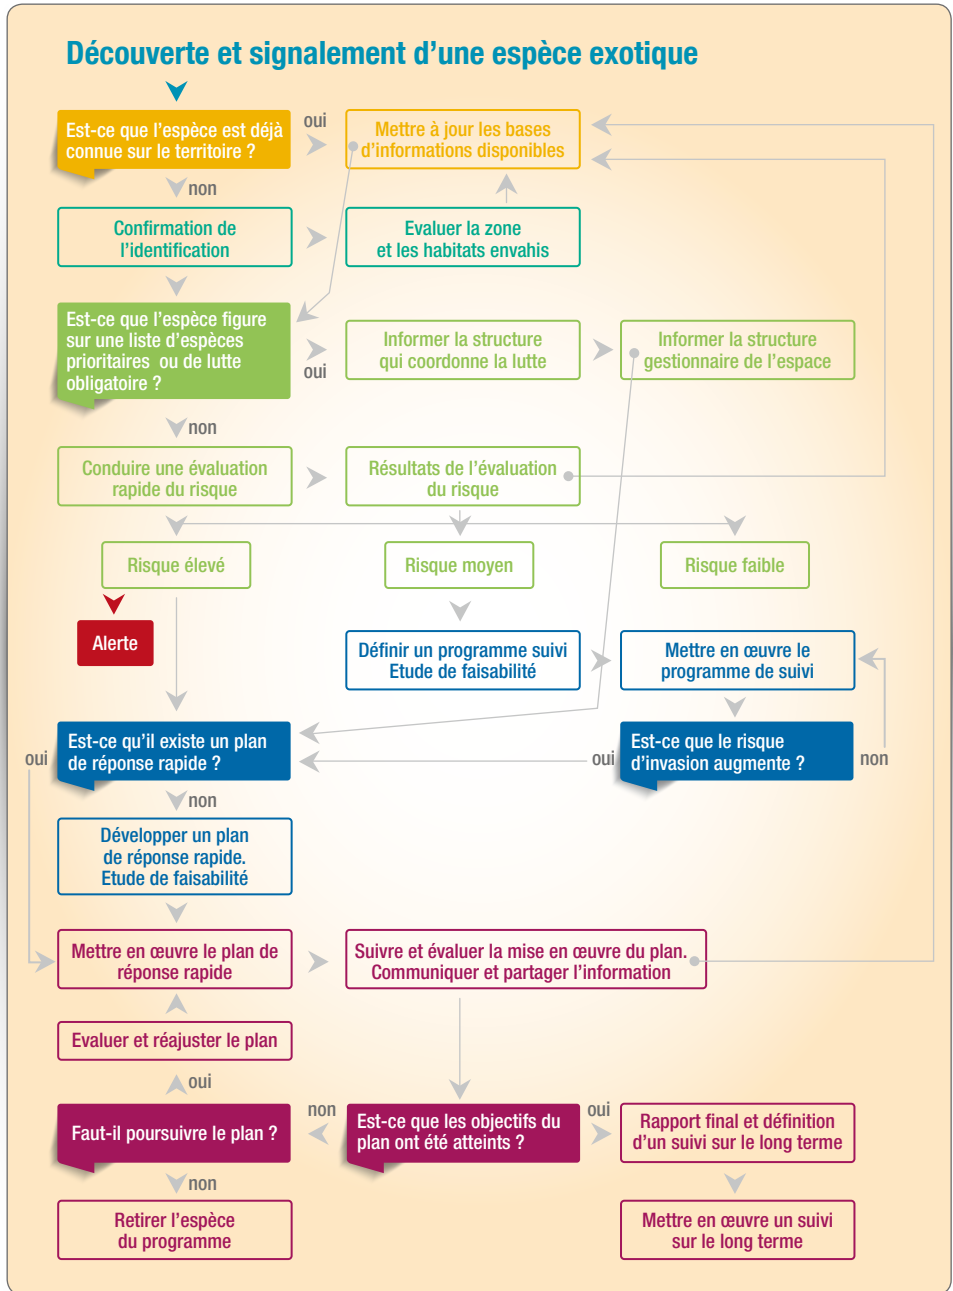 Découverte et signalement d’une espèce exotique
Est-ce que l’espèce est déjà
connue sur le territoire ?
oui
Mettre à jour les bases
d’informations disponibles
non
Confirmation de
l’identification
Evaluer la zone
et les habitats envahis
Est-ce que l’espèce figure
sur une liste d’espèces
prioritaires ou de lutte
obligatoire ?
oui
Informer la structure
qui coordonne la lutte
Informer la structure
gestionnaire de l’espace
non
Conduire une évaluation
rapide du risque
Résultats de l’évaluation
du risque
Risque élevé
Risque moyen
Risque faible
Alerte
Définir un programme suivi
Etude de faisabilité
Mettre en œuvre le
programme de suivi
oui
Est-ce qu’il existe un plan
de réponse rapide ?
oui
Est-ce que le risque
d’invasion augmente ?
non
non
Développer un plan
de réponse rapide.
Etude de faisabilité
Mettre en œuvre le plan de
réponse rapide
Suivre et évaluer la mise en œuvre du plan.
Communiquer et partager l’information
Evaluer et réajuster le plan
oui
Faut-il poursuivre le plan ?
non
Est-ce que les objectifs du
plan ont été atteints ?
oui
Rapport final et définition
d’un suivi sur le long terme
non
Retirer l’espèce
du programme
Mettre en œuvre un suivi
sur le long terme